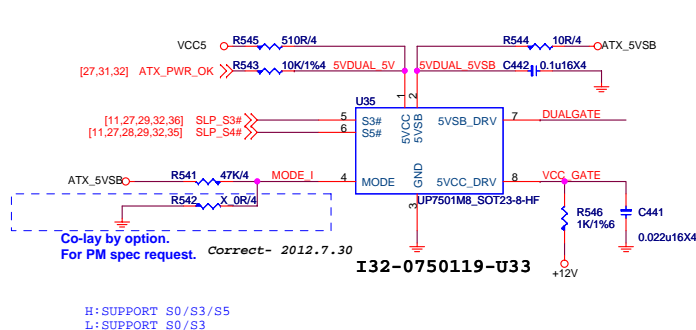 VCC5 R545 510R/4 R544 10R/4 ATX_5VSB
[27,31,32] ATX_PWR_OK R543 10K/1%4 5VDUAL_5V 5VDUAL_5VSB C442 0.1u16X4
1 2
U35
[11,27,28,29,32,36] SLP_S3# 5 S3# 5VCC 5VSB 5VSB_DRV 7 DUALGATE
[11,27,28,29,32,35] SLP_S4# 6 S5#
ATX_5VSB R541 47K/4 MODE_I 4 MODE GND 5VCC_DRV 8 VCC_GATE
R542 X_0R/4 3 UP7501M8_SOT23-8-HF
R546 C441
1K/1%6
0.022u16X4
Co-lay by option.
For PM spec request.
Correct- 2012.7.30
I32-0750119-U33
+12V
H:SUPPORT S0/S3/S5
L:SUPPORT S0/S3